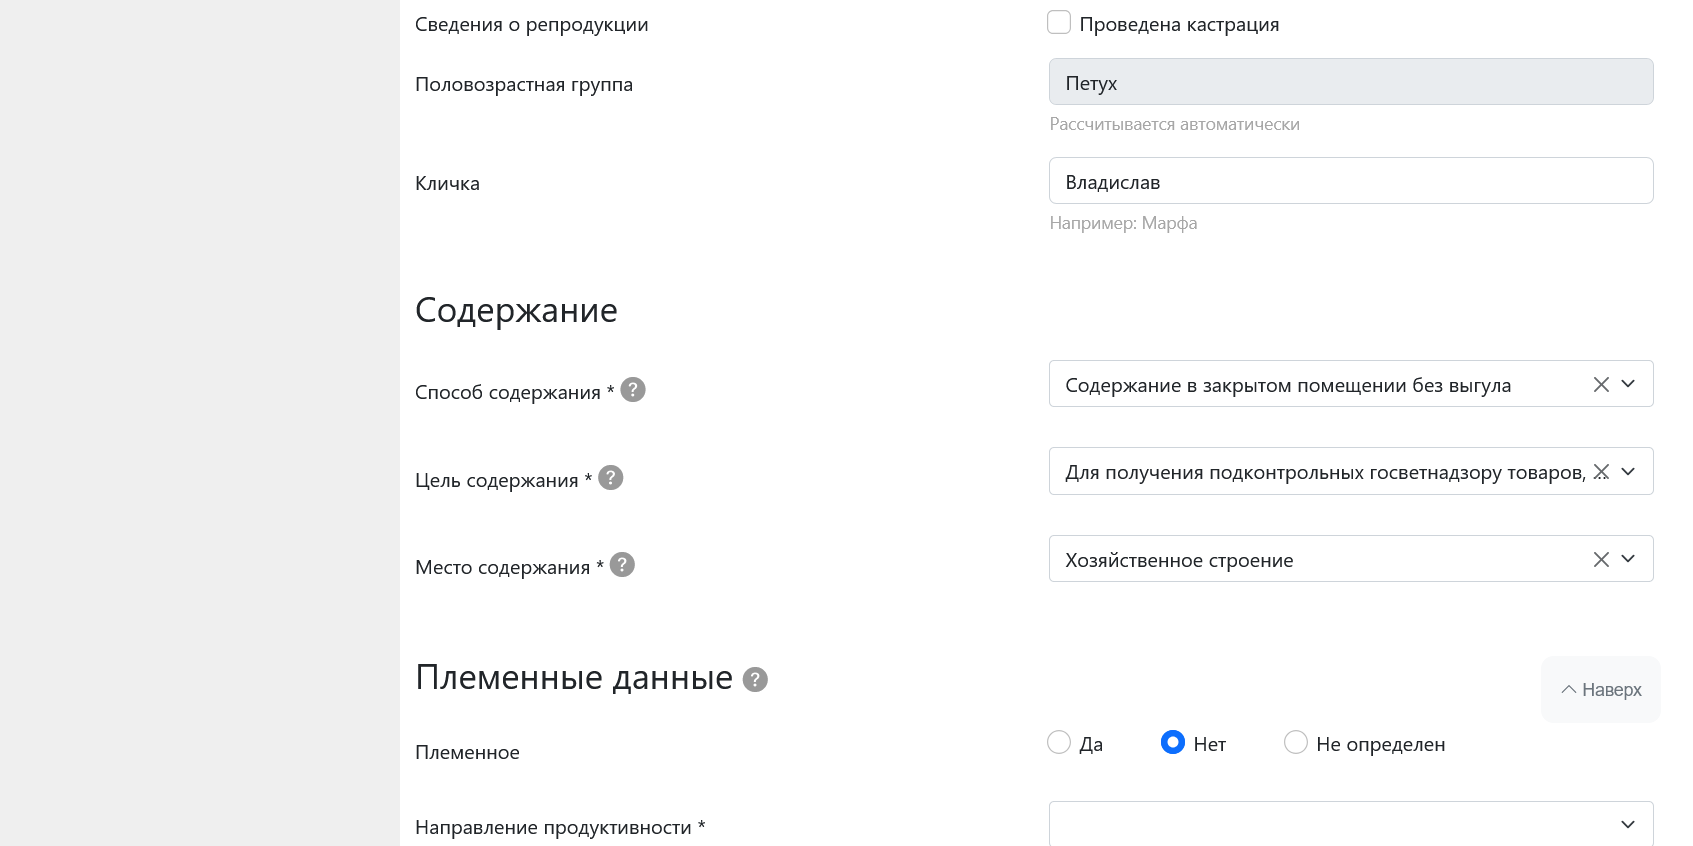 Сведения о репродукции
Проведена кастрация
Половозрастная группа
Петух
Рассчитывается автоматически
Кличка
Владислав
Например: Марфа
Содержание
Способ содержания * ?
Содержание в закрытом помещении без выгула
Цель содержания * ?
Для получения подконтрольных госветнадзору товаров, ...
Место содержания * ?
Хозяйственное строение
Племенные данные ?
Наверх
Племенное
Да Нет Не определен
Направление продуктивности *